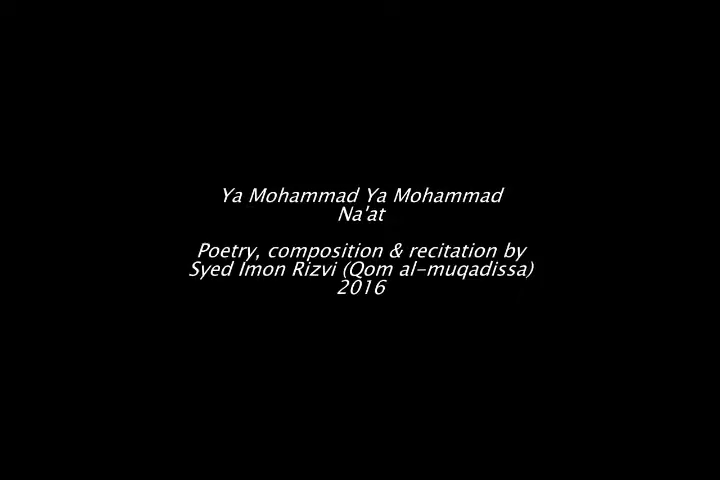 Ya Mohammad Ya Mohammad
Na'at
Poetry, composition & recitation by
Syed Imon Rizvi (Qom al-muqadissa)
2016